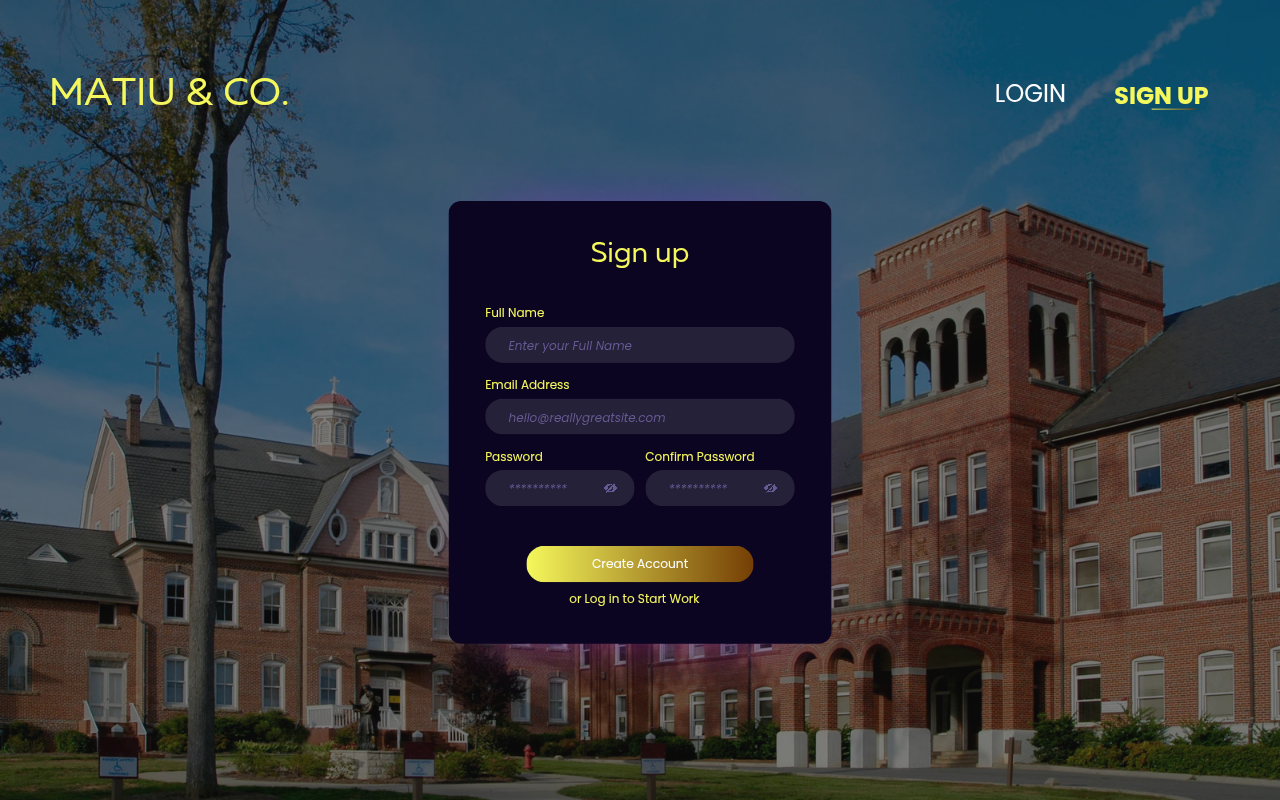 MATIU & CO.
LOGIN
SIGN UP
Sign up
Full Name
Enter your Full Name
Email Address
hello@reallygreatsite.com
Password
Confirm Password
**********
**********
Create Account
or Log in to Start Work